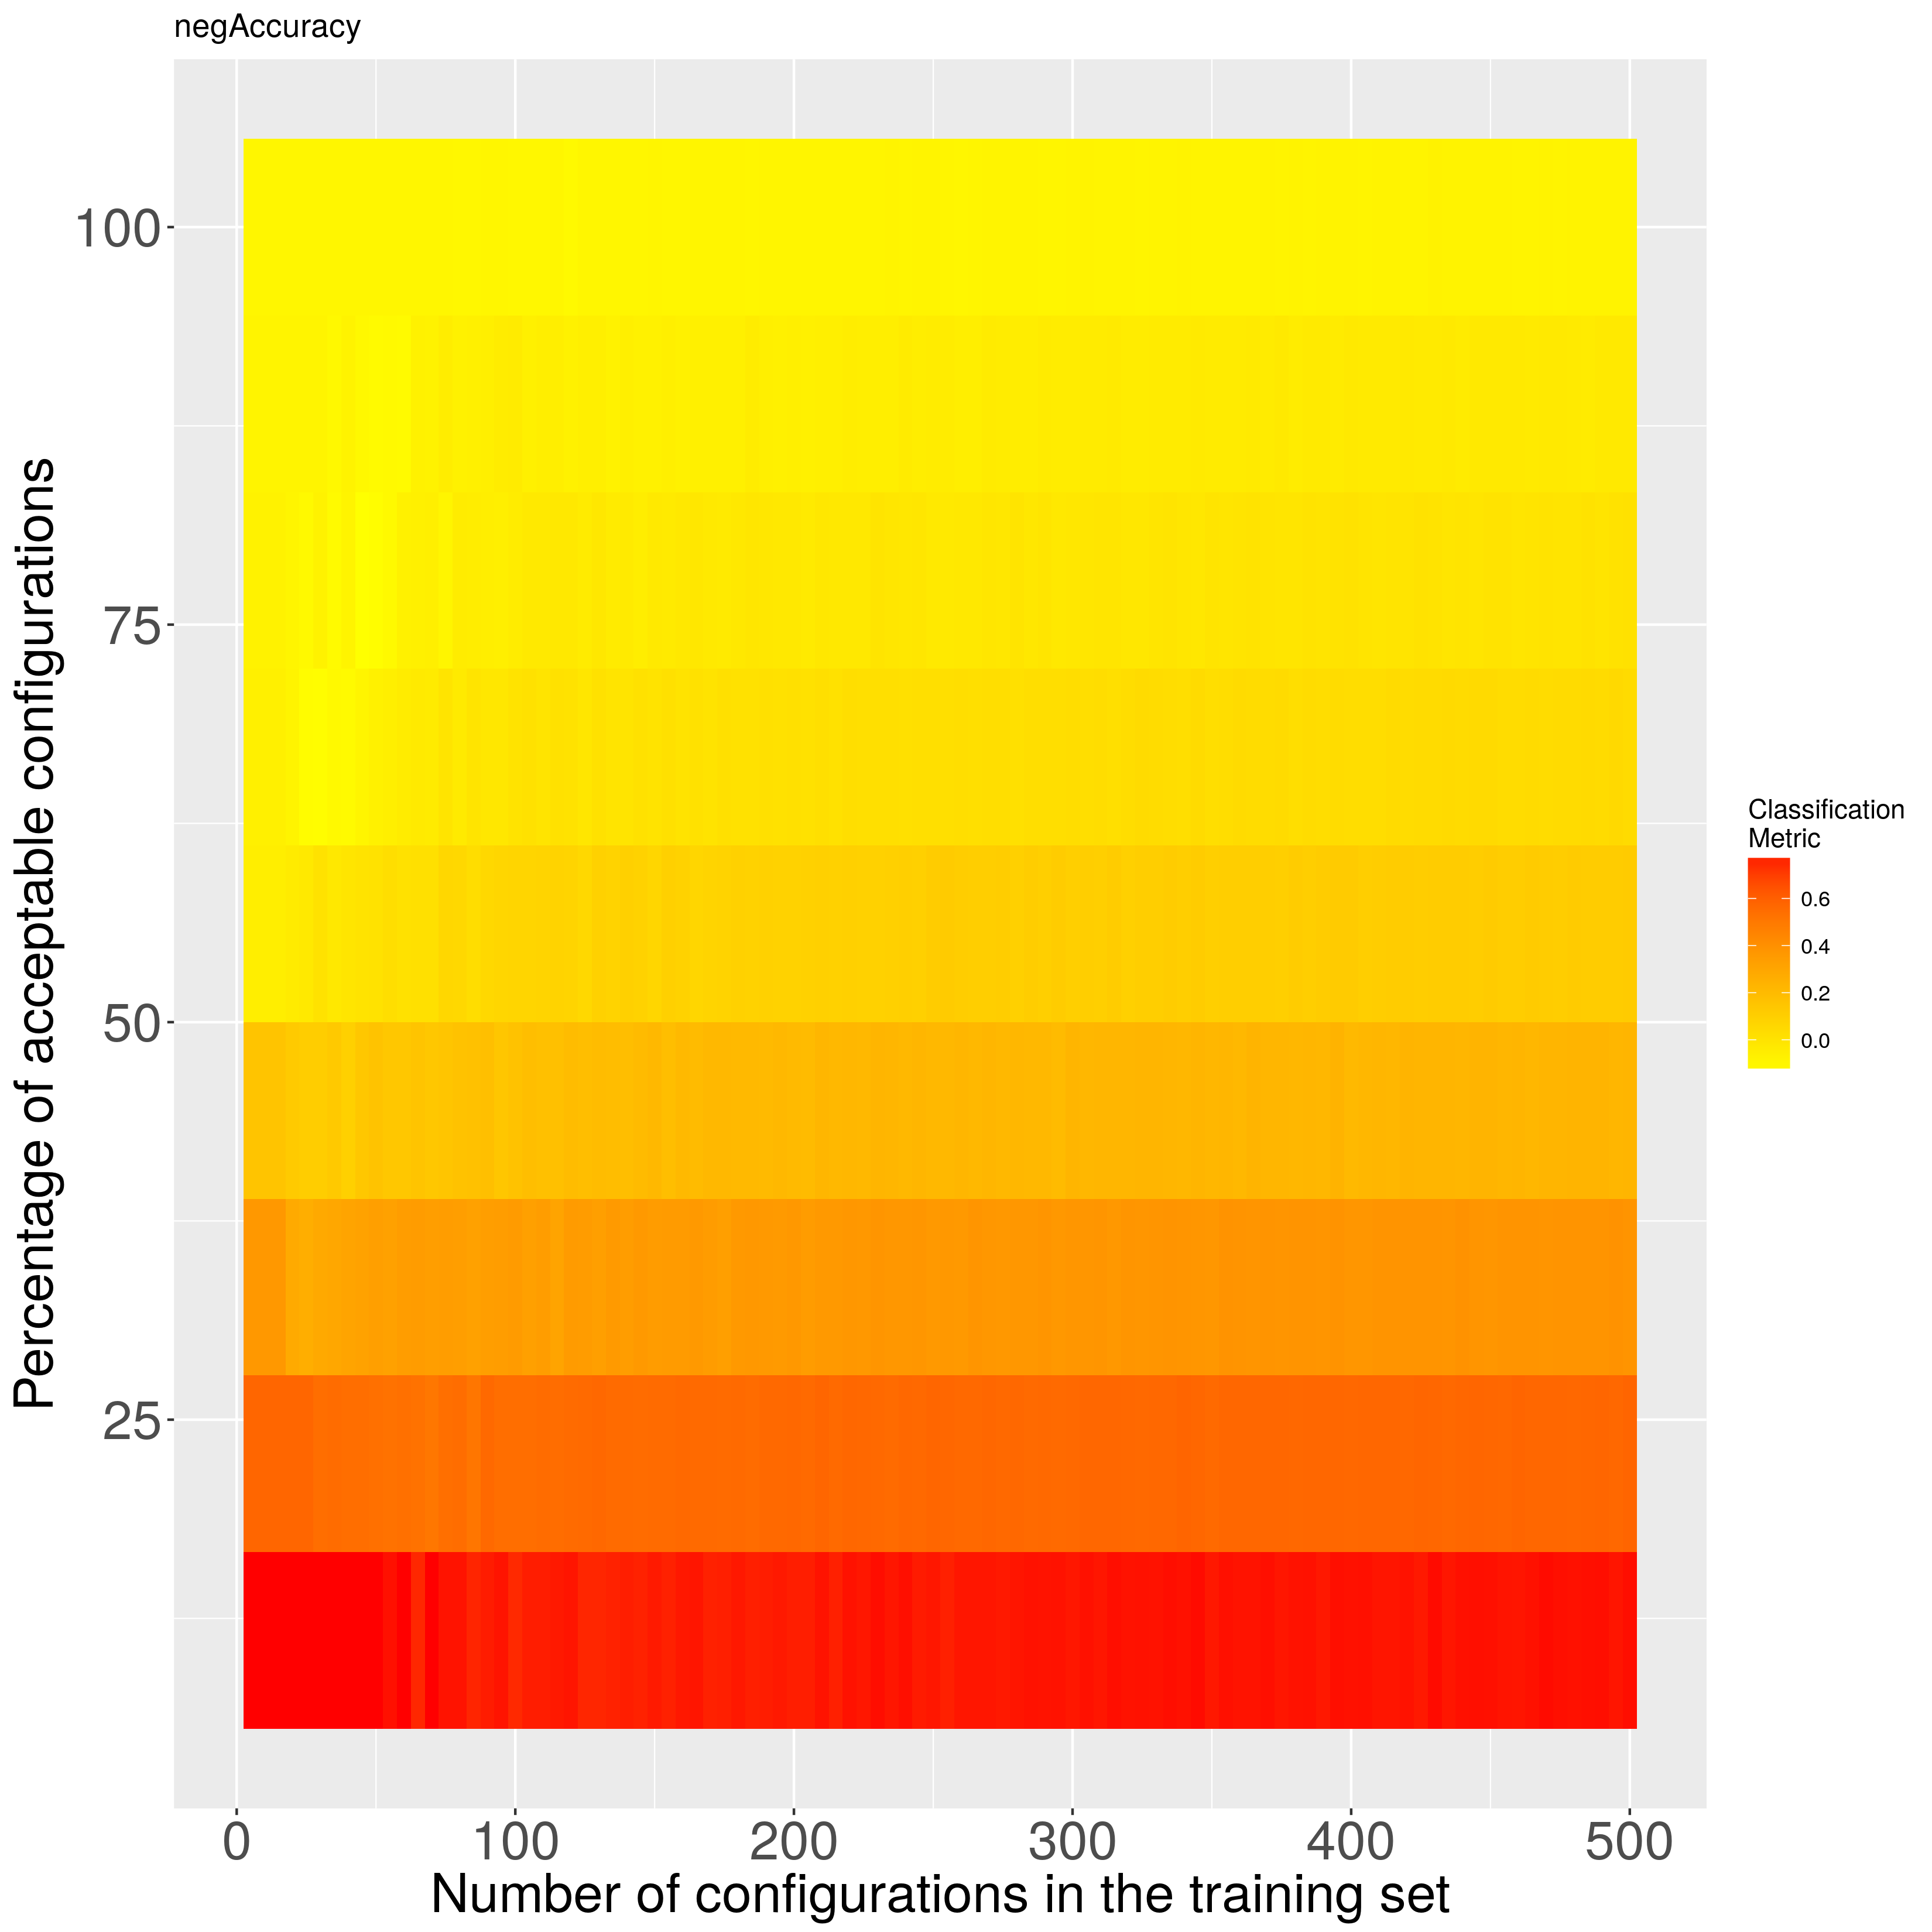 negAccuracy
Percentage of acceptable configurations
100
75
50
25
0
100
200
300
400
500
Number of configurations in the training set
Classification
Metric
0.6
0.4
0.2
0.0